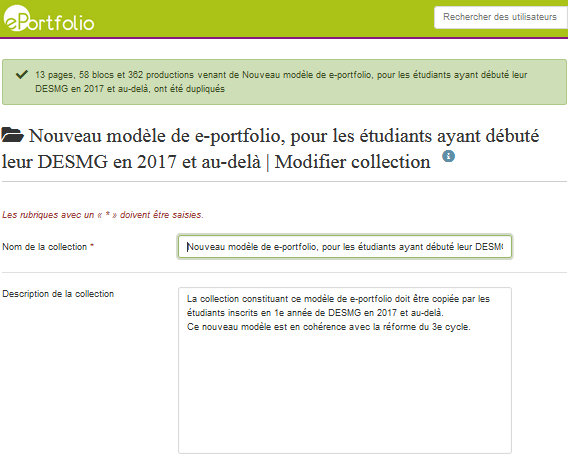 ePortfolio
Rechercher des utilisateurs
13 pages, 58 blocs et 362 productions venant de Nouveau modèle de e-portfolio, pour les étudiants ayant débuté leur
DESMG en 2017 et au-delà, ont été dupliqués
Nouveau modèle de e-portfolio, pour les étudiants ayant débuté
leur DESMG en 2017 et au-delà | Modifier collection
Les rubriques avec un « * » doivent être saisies.
Nom de la collection *
Nouveau modèle de e-portfolio, pour les étudiants ayant débuté leur DESMG
Description de la collection
La collection constituant ce modèle de e-portfolio doit être copiée par les
étudiants inscrits en 1e année de DESMG en 2017 et au-delà.
Ce nouveau modèle est en cohérence avec la réforme du 3e cycle.